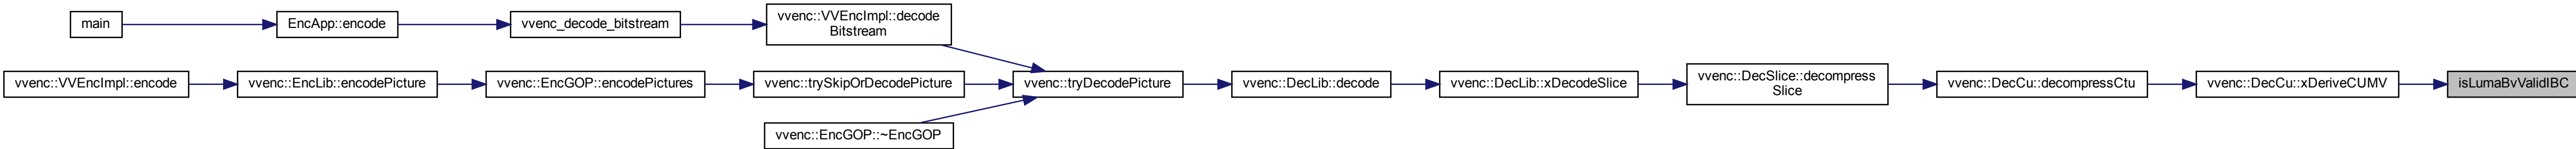 main
EncApp::encode
vvenc_decode_bitstream
vvenc::VVEncImpl::decode
Bitstream
vvenc::VVEncImpl::encode
vvenc::EncLib::encodePicture
vvenc::EncGOP::encodePictures
vvenc::trySkipOrDecodePicture
vvenc::tryDecodePicture
vvenc::DecLib::decode
vvenc::DecLib::xDecodeSlice
vvenc::DecSlice::decompress
Slice
vvenc::DecCu::decompressCtu
vvenc::DecCu::xDeriveCUMV
isLumaBvValidIBC
vvenc::EncGOP::~EncGOP